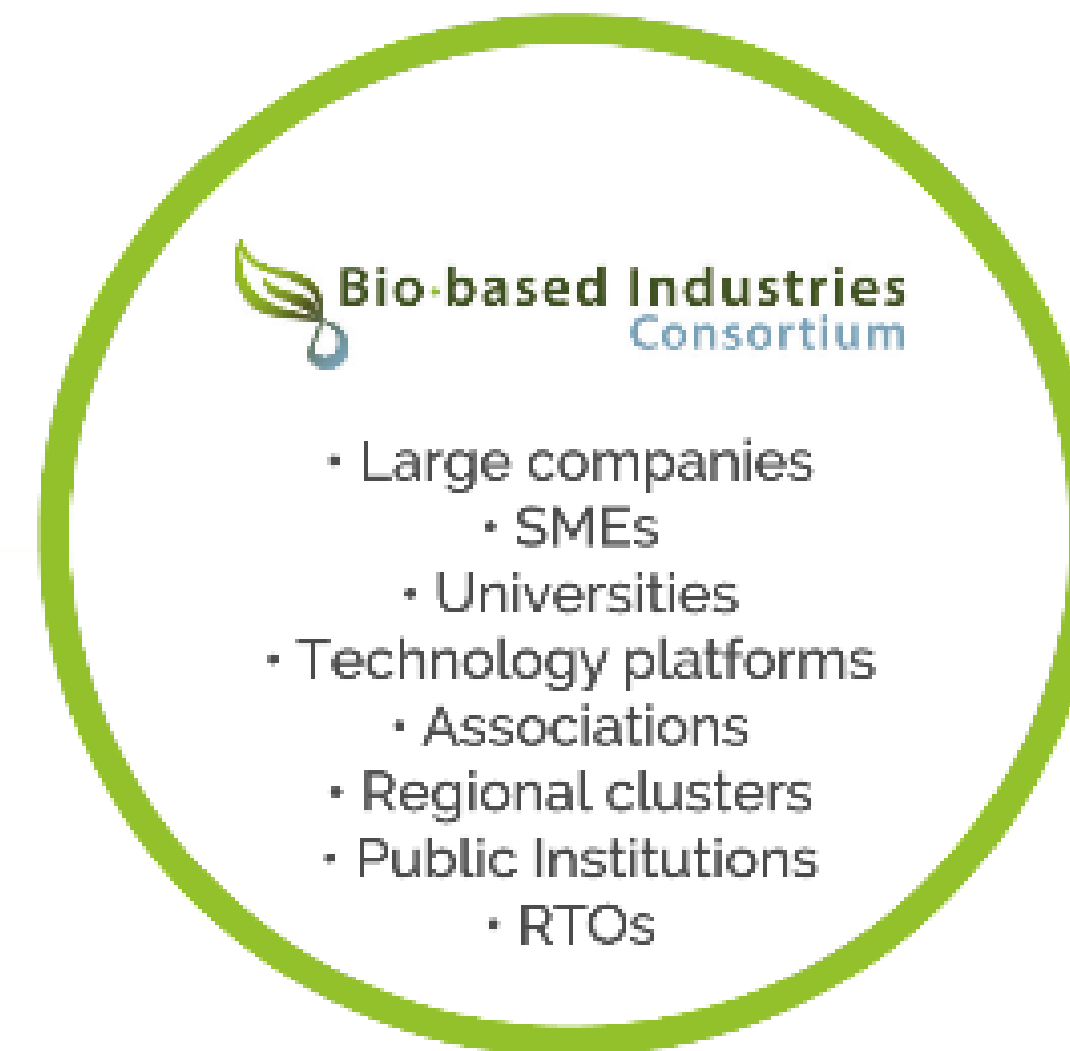 Bio·based Industries
Consortium
• Large companies
• SMEs
• Universities
• Technology platforms
• Associations
• Regional clusters
• Public Institutions
• RTOs